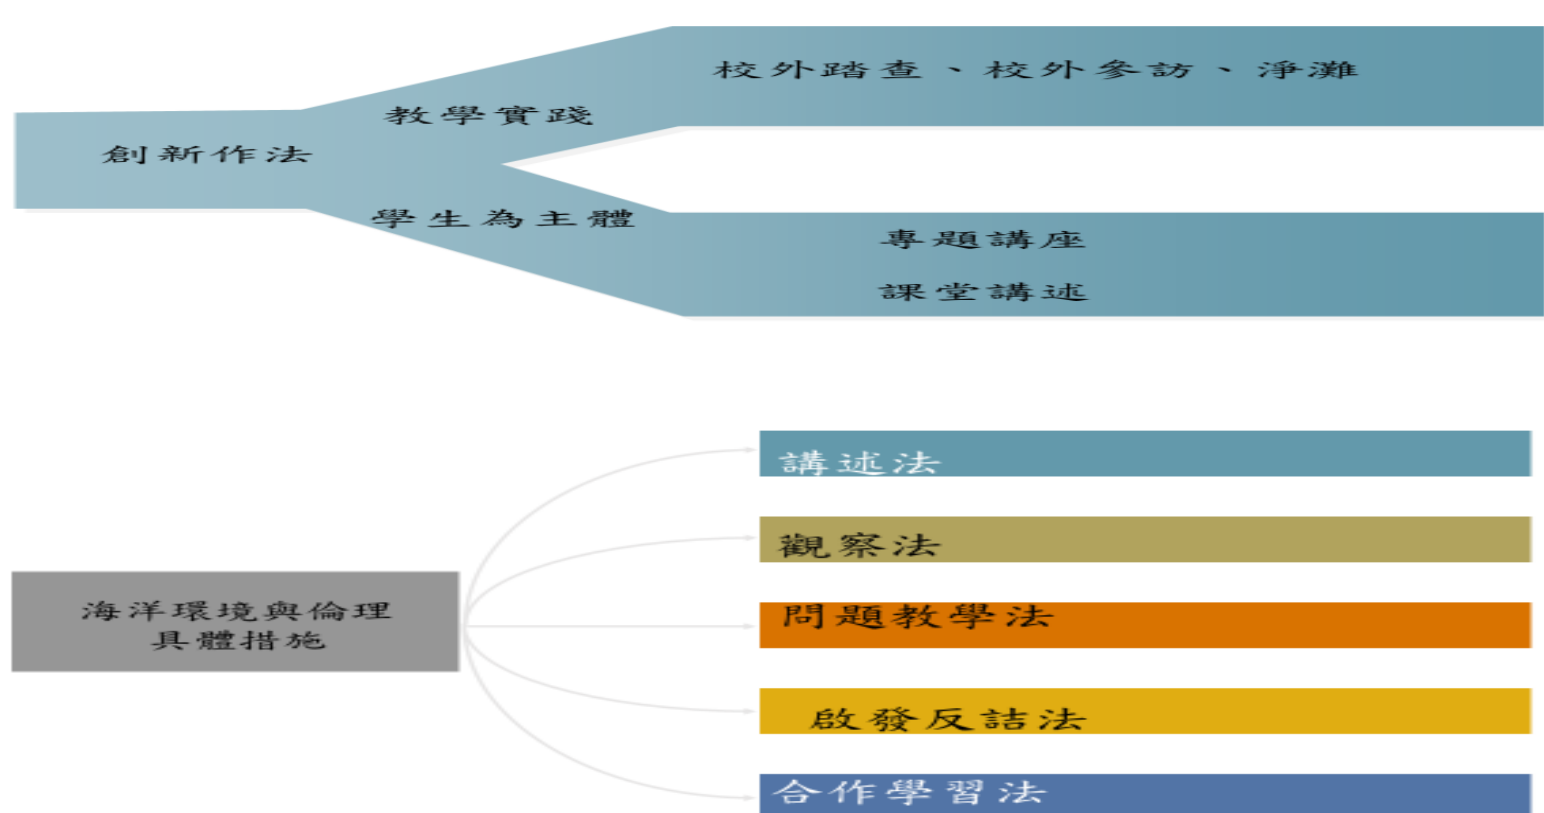 校外踏查、校外參訪、淨灘
教學實踐
創新作法
學生為主體
專題講座
課堂講述
講述法
觀察法
海洋環境與倫理
具體措施
問題教學法
啟發反詰法
合作學習法